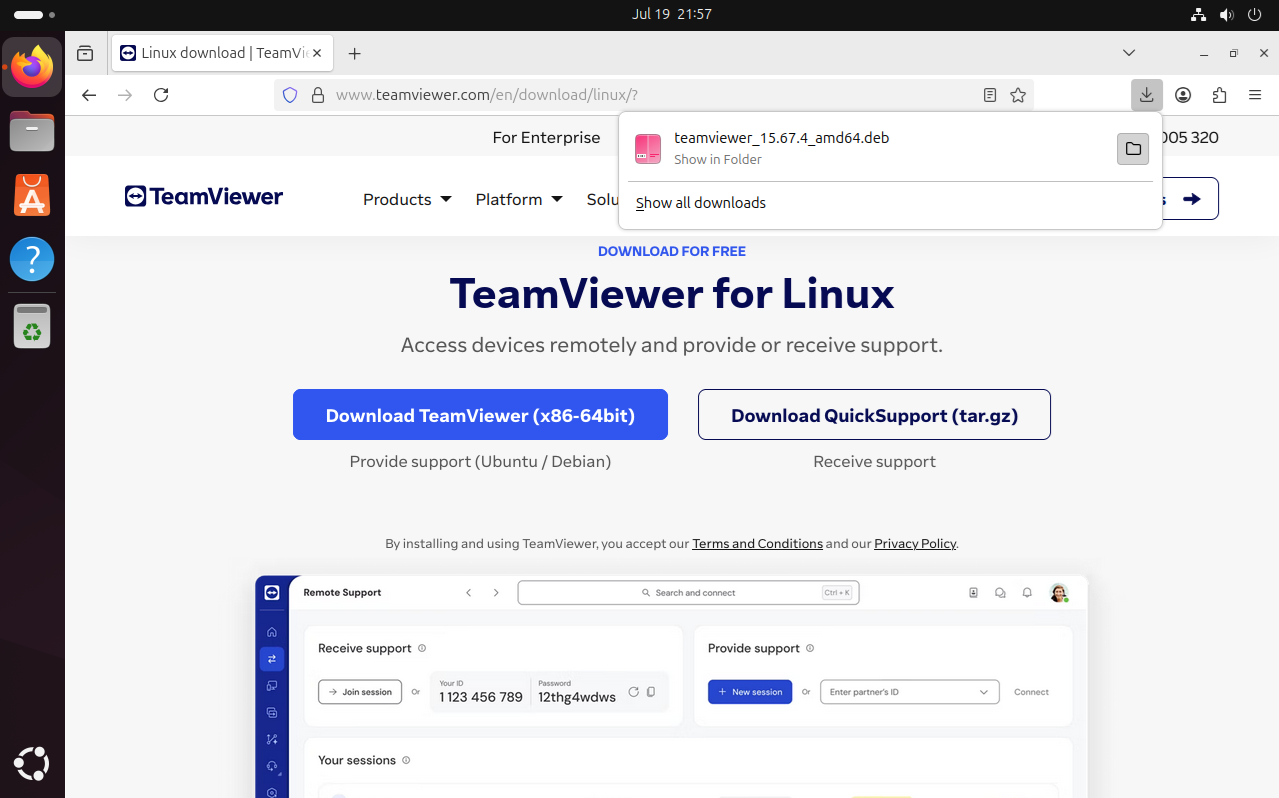 Jul 19 21:57
Linux download | TeamVi
www.teamviewer.com/en/download/linux/?
For Enterprise
005 320
teamviewer_15.67.4_amd64.deb
Show in Folder
Show all downloads
TeamViewer
Products
Platform
Solu
s
DOWNLOAD FOR FREE
TeamViewer for Linux
Access devices remotely and provide or receive support.
Download TeamViewer (x86-64bit)
Download QuickSupport (tar.gz)
Provide support (Ubuntu / Debian)
Receive support
By installing and using TeamViewer, you accept our Terms and Conditions and our Privacy Policy.
Remote Support
Search and connect
Ctrl + K
Receive support
Provide support
Join session
Or
Your ID
1 123 456 789
Password
12thg4wdws
New session
Or
Enter partner's ID
Connect
Your sessions